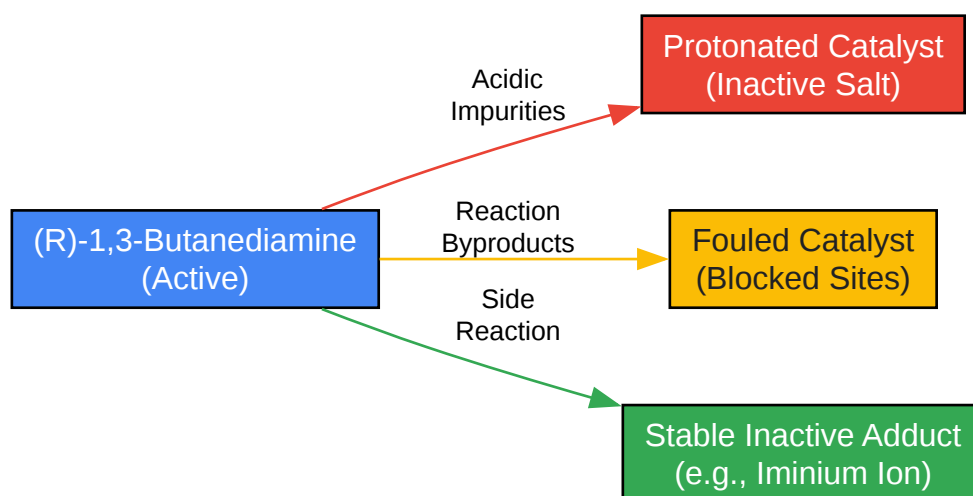 Protonated Catalyst
(Inactive Salt)
Acidic
Impurities
(R)-1,3-Butanediamine
(Active)
Reaction
Byproducts
Fouled Catalyst
(Blocked Sites)
Side
Reaction
Stable Inactive Adduct
(e.g., Iminium Ion)